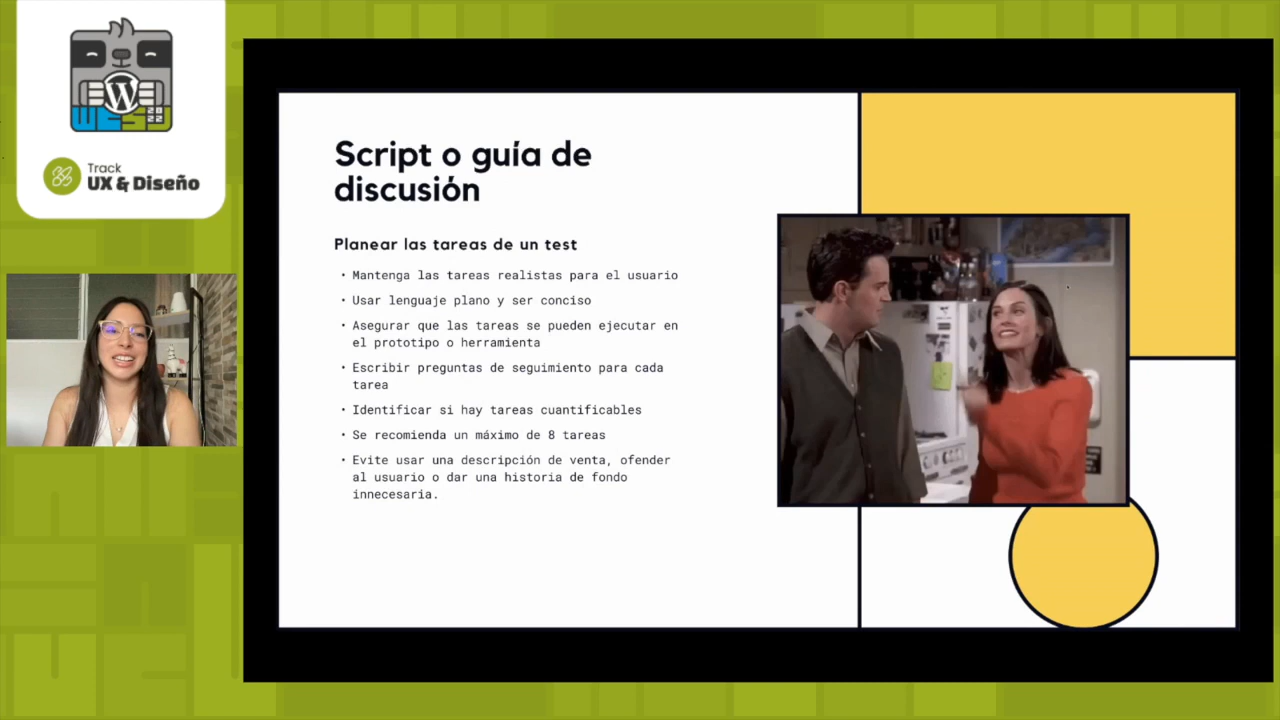 W
WCSJ
20
22
Track
UX & Diseño
Script o guía de
discusión
Planear las tareas de un test
• Mantenga las tareas realistas para el usuario
• Usar lenguaje plano y ser conciso
• Asegurar que las tareas se pueden ejecutar en
el prototipo o herramienta
• Escribir preguntas de seguimiento para cada
tarea
• Identificar si hay tareas cuantificables
• Se recomienda un máximo de 8 tareas
• Evite usar una descripción de venta, ofender
al usuario o dar una historia de fondo
innecesaria.